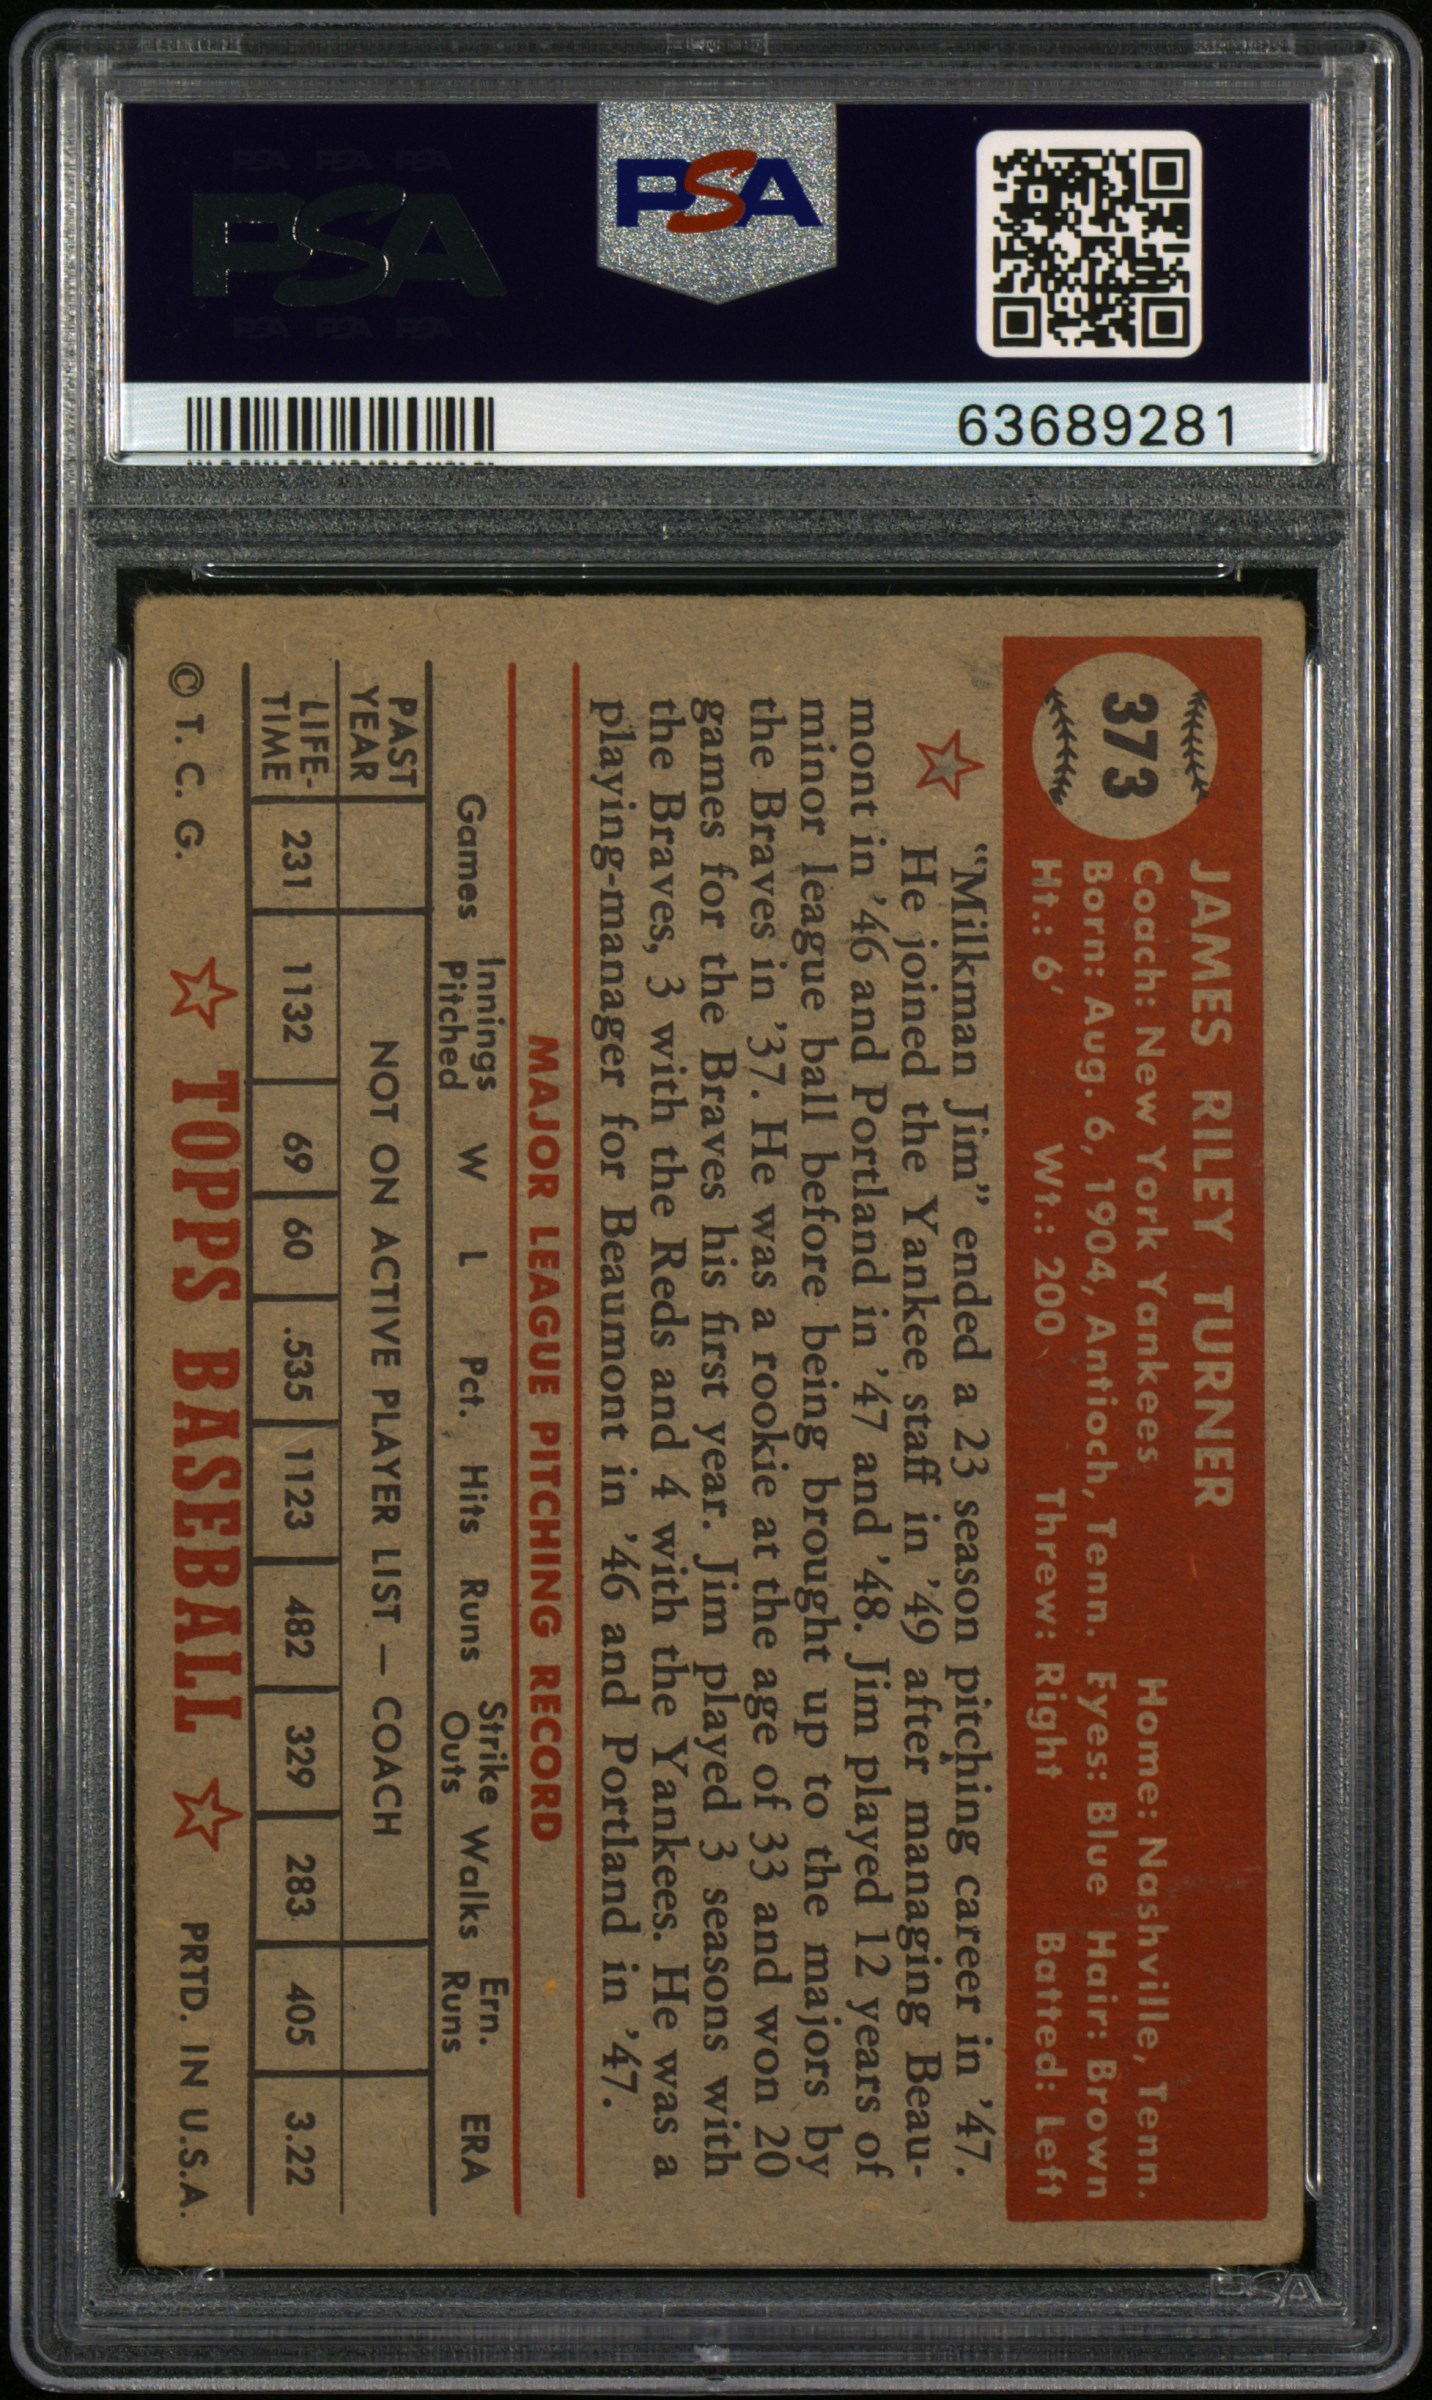 PSA PSA PSA
PSA
PSA PSA PSA
PSA
63689281
373
JAMES RILEY TURNER
Coach: New York Yankees Home: Nashville, Tenn.
Born: Aug. 6, 1904, Antioch, Tenn. Eyes: Blue Hair: Brown
Ht.: 6′ Wt.: 200 Threw: Right Batted: Left
“Milkman Jim” ended a 23 season pitching career in ’47.
He joined the Yankee staff in ’49 after managing Beau-
mont in ’46 and Portland in ’47 and ’48. Jim played 12 years of
minor league ball before being brought up to the majors by
the Braves in ’37. He was a rookie at the age of 33 and won 20
games for the Braves his first year. Jim played 3 seasons with
the Braves, 3 with the Reds and 4 with the Yankees. He was a
playing-manager for Beaumont in ’46 and Portland in ’47.
MAJOR LEAGUE PITCHING RECORD
Games Innings Pitched W L Pct. Hits Runs Strike Outs Walks Ern. Runs ERA
PAST YEAR NOT ON ACTIVE PLAYER LIST — COACH
LIFE-TIME 231 1132 69 60 .535 1123 482 329 283 405 3.22
© T. C. G. TOPPS BASEBALL PRTD. IN U.S.A.
PSA